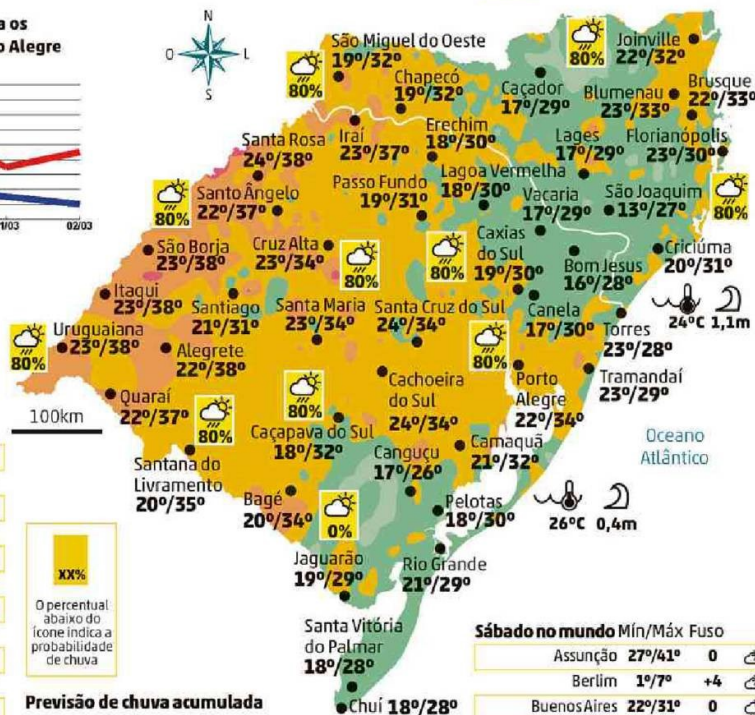 a os
o Alegre
1/03
02/03
N
O
L
S
São Miguel do Oeste
19º/32º
80%
Chapecó
19º/32º
Caçador
17º/29º
80%
Joinville
22º/32º
Blumenau
23º/33º
Brusque
22º/33º
Santa Rosa
24º/38º
Iraí
23º/37º
Erechim
18º/30º
Lages
17º/29º
Florianópolis
23º/30º
80%
Santo Ângelo
22º/37º
Passo Fundo
19º/31º
Lagoa Vermelha
18º/30º
Vacaria
17º/29º
São Joaquim
13º/27º
80%
São Borja
23º/38º
Cruz Alta
23º/34º
80%
80%
Caxias
do Sul
19º/30º
Bom Jesus
16º/28º
Criciúma
20º/31º
Itaqui
23º/38º
Santiago
21º/31º
Santa Maria
23º/34º
Santa Cruz do Sul
24º/34º
Canela
17º/30º
24ºC 1,1m
Torres
23º/28º
80%
Uruguaiana
23º/38º
Alegrete
22º/38º
80%
Porto
Alegre
22º/34º
Tramandaí
23º/29º
Quaraí
22º/37º
100km
80%
80%
Cachoeira
do Sul
24º/34º
Caçapava do Sul
18º/32º
Camaquã
21º/32º
Oceano
Atlântico
Santana do
Livramento
20º/35º
Canguçu
17º/26º
Bagé
20º/34º
0%
Pelotas
18º/30º
26ºC 0,4m
XX%
O percentual
abaixo do
ícone indica a
probabilidade
de chuva
Jaguarão
19º/29º
Rio Grande
21º/29º
Santa Vitória
do Palmar
18º/28º
Chuí 18º/28º
Previsão de chuva acumulada
Sábado no mundo Mín/Máx Fuso
Assunção 27º/41º 0
Berlim 1º/7º +4
Buenos Aires 22º/31º 0